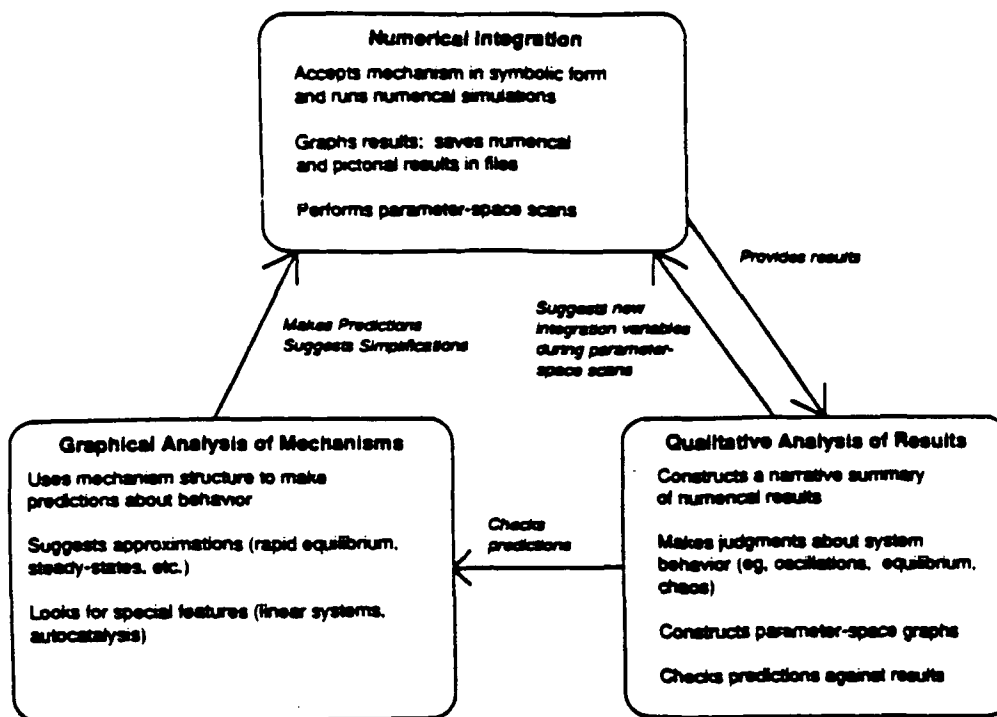 Numerical Integration
Accepts mechanism in symbolic form
and runs numerical simulations
Graphs results: saves numerical
and pictorial results in files
Performs parameter-space scans
Provides results
Makes Predictions
Suggests Simplifications
Suggests new
integration variables
during parameter-
space scans
Graphical Analysis of Mechanisms
Uses mechanism structure to make
predictions about behavior
Suggests approximations (rapid equilibrium,
steady-states, etc.)
Looks for special features (linear systems,
autocatalysis)
Checks
predictions
Qualitative Analysis of Results
Constructs a narrative summary
of numerical results
Makes judgments about system
behavior (eg, oscillations, equilibrium,
chaos)
Constructs parameter-space graphs
Checks predictions against results